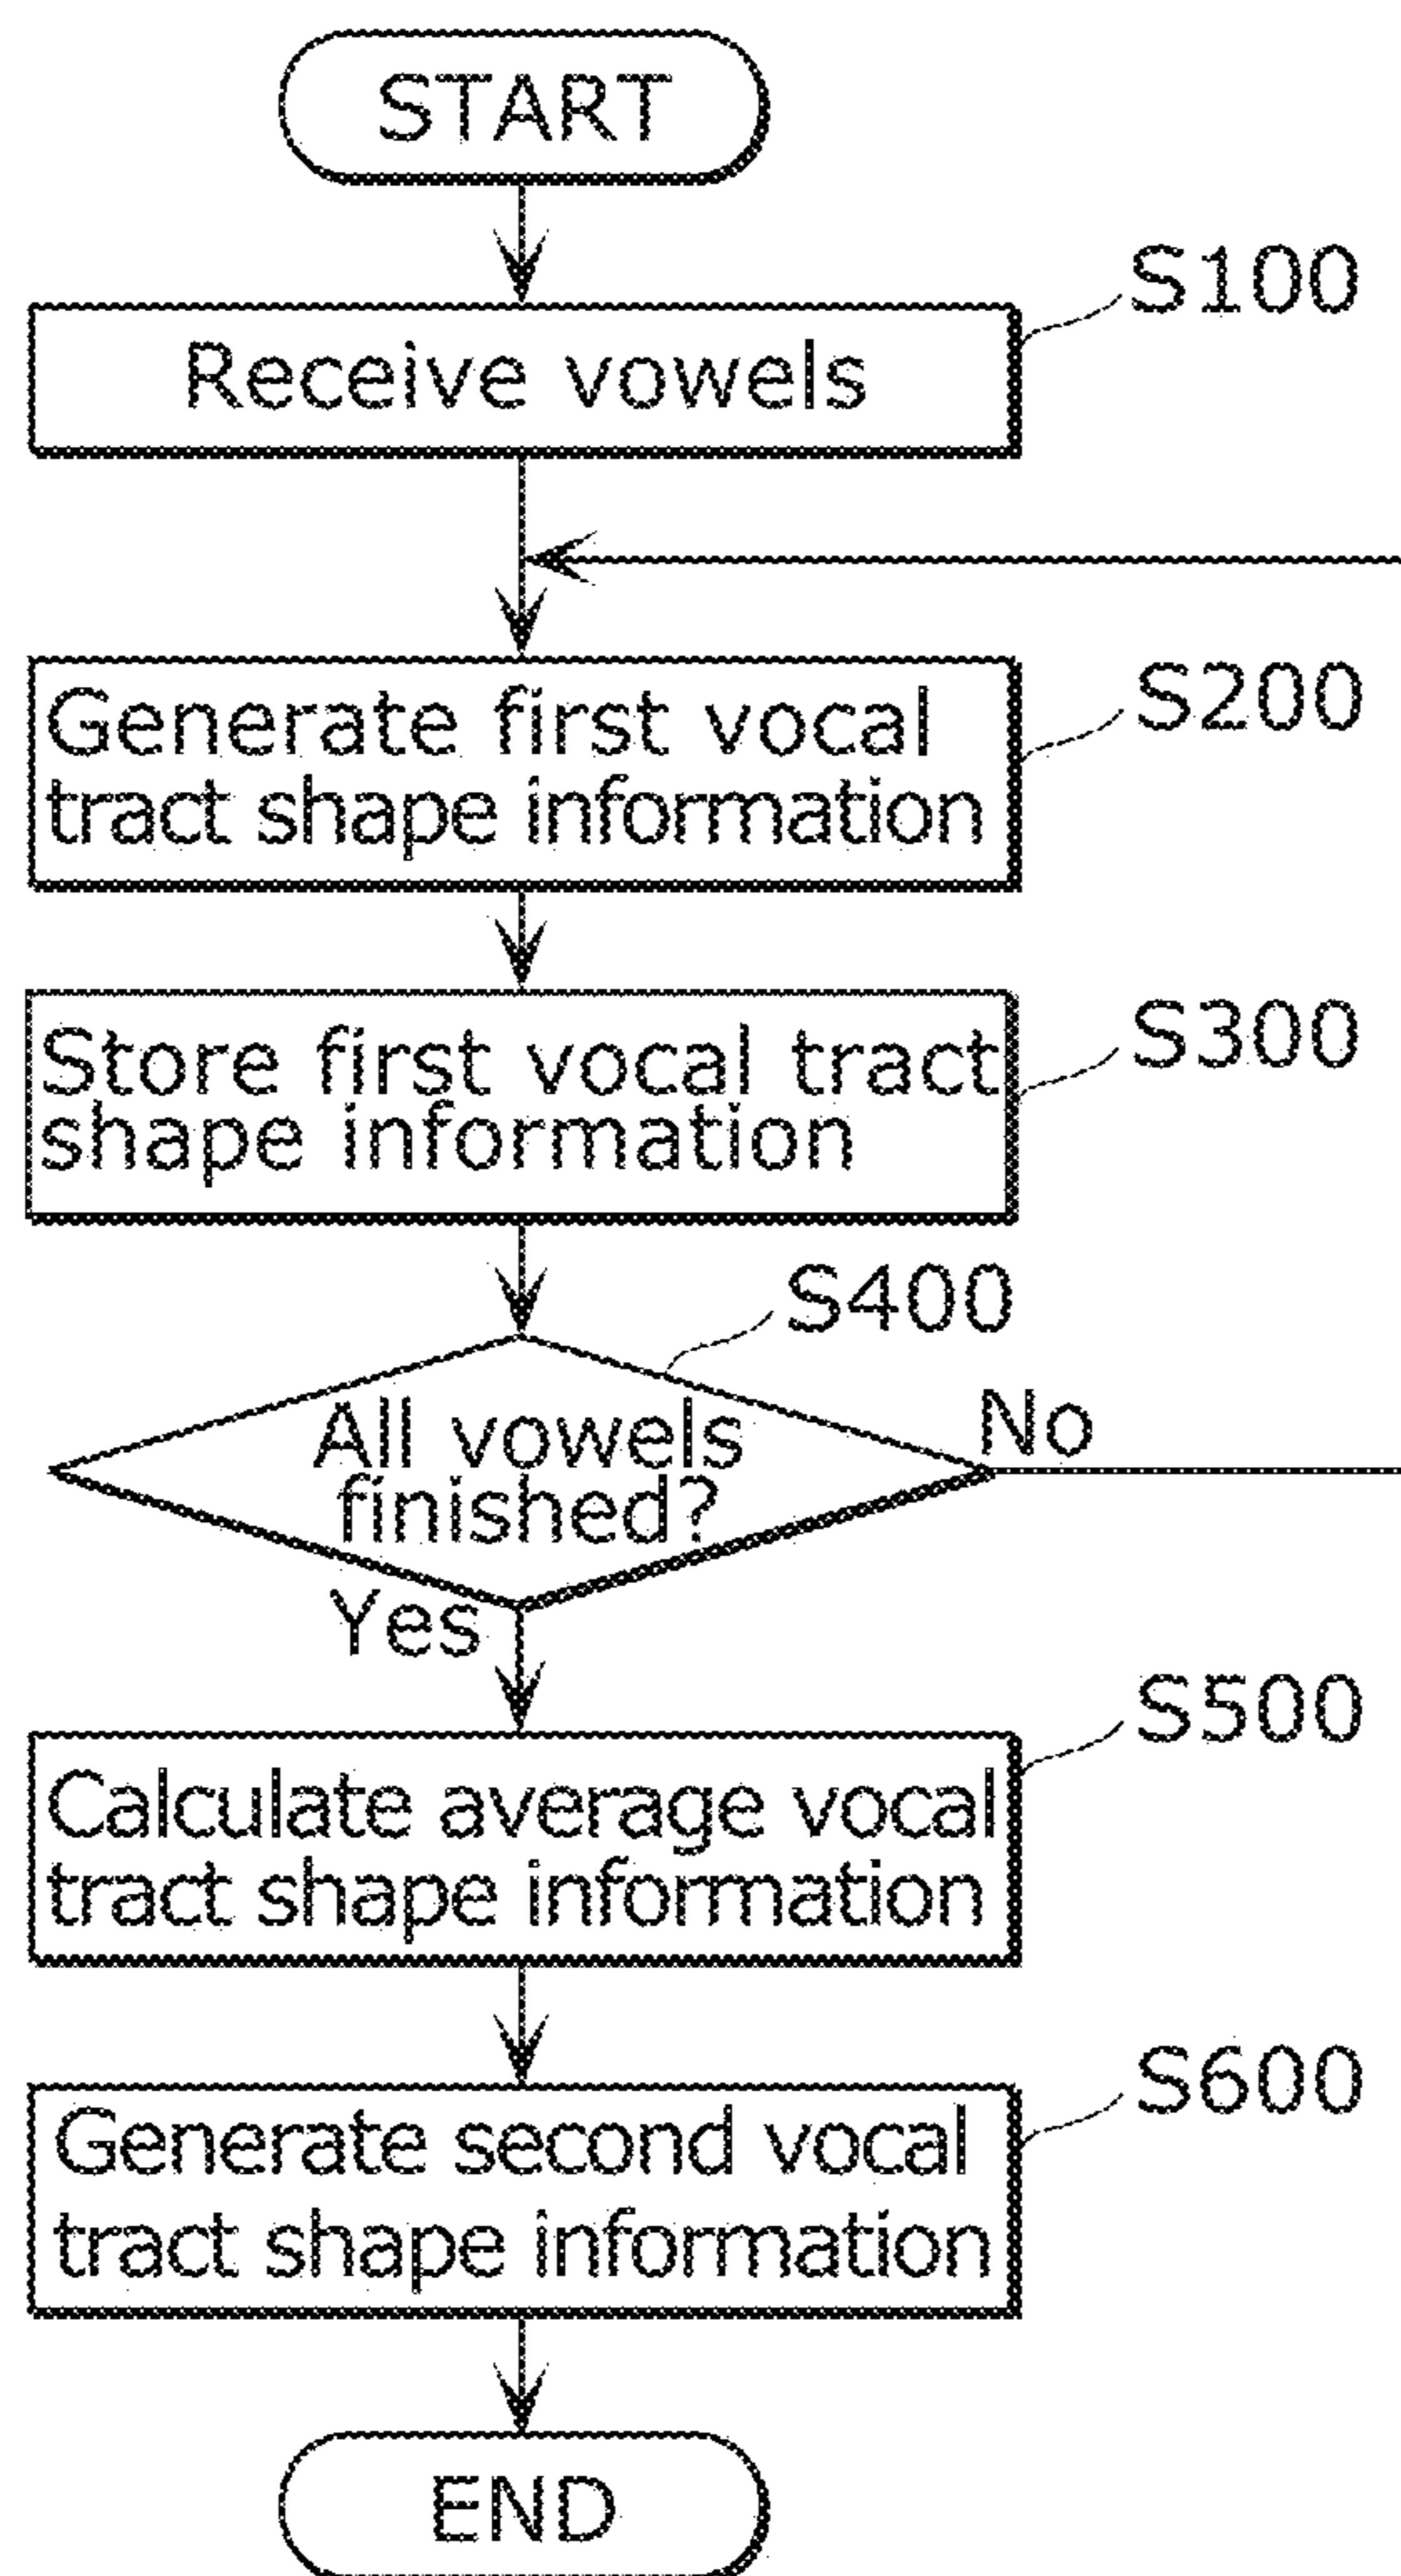 START
S100
Receive vowels
S200
Generate first vocal
tract shape information
S300
Store first vocal tract
shape information
S400
All vowels
finished?
No
Yes
S500
Calculate average vocal
tract shape information
S600
Generate second vocal
tract shape information
END